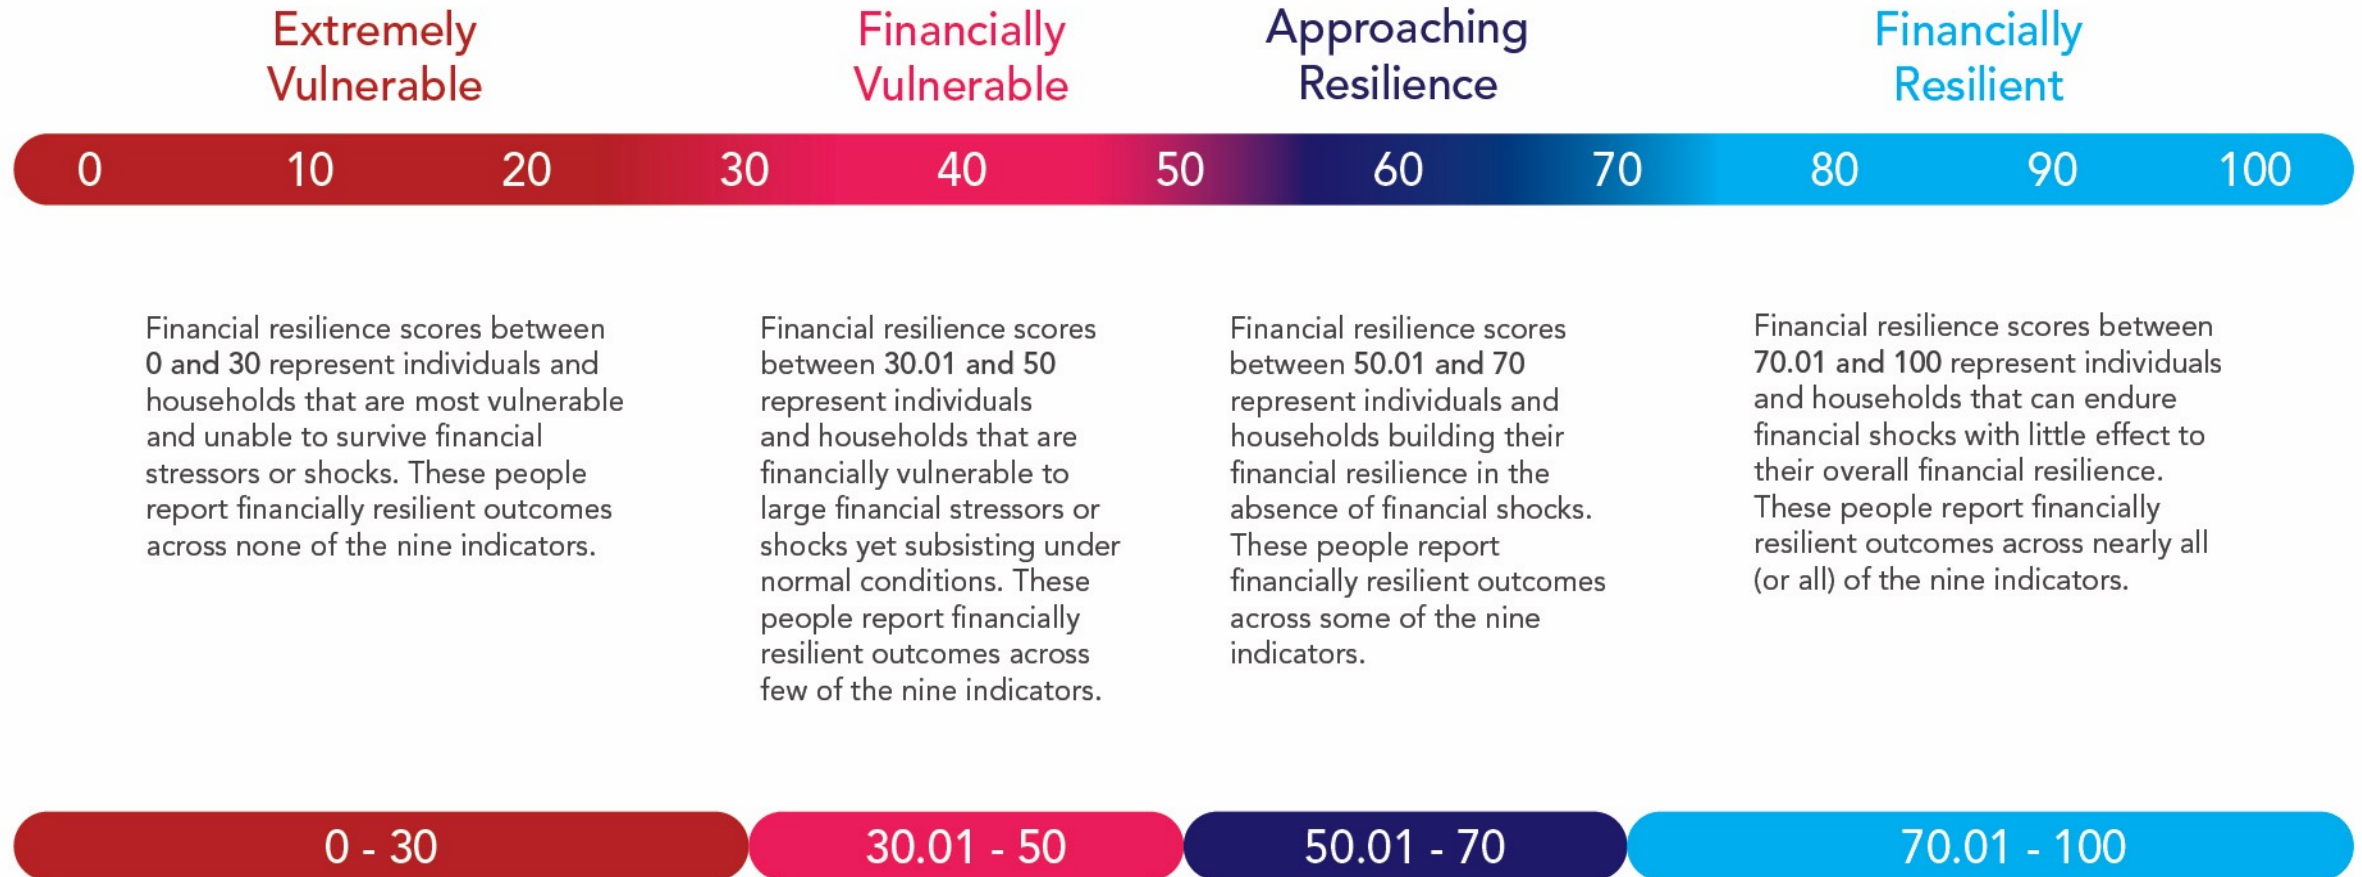 Extremely
Vulnerable
Financially
Vulnerable
Approaching
Resilience
Financially
Resilient
0 10 20 30 40 50 60 70 80 90 100
Financial resilience scores between
0 and 30 represent individuals and
households that are most vulnerable
and unable to survive financial
stressors or shocks. These people
report financially resilient outcomes
across none of the nine indicators.
Financial resilience scores
between 30.01 and 50
represent individuals
and households that are
financially vulnerable to
large financial stressors or
shocks yet subsisting under
normal conditions. These
people report financially
resilient outcomes across
few of the nine indicators.
Financial resilience scores
between 50.01 and 70
represent individuals and
households building their
financial resilience in the
absence of financial shocks.
These people report
financially resilient outcomes
across some of the nine
indicators.
Financial resilience scores between
70.01 and 100 represent individuals
and households that can endure
financial shocks with little effect to
their overall financial resilience.
These people report financially
resilient outcomes across nearly all
(or all) of the nine indicators.
0 - 30
30.01 - 50
50.01 - 70
70.01 - 100